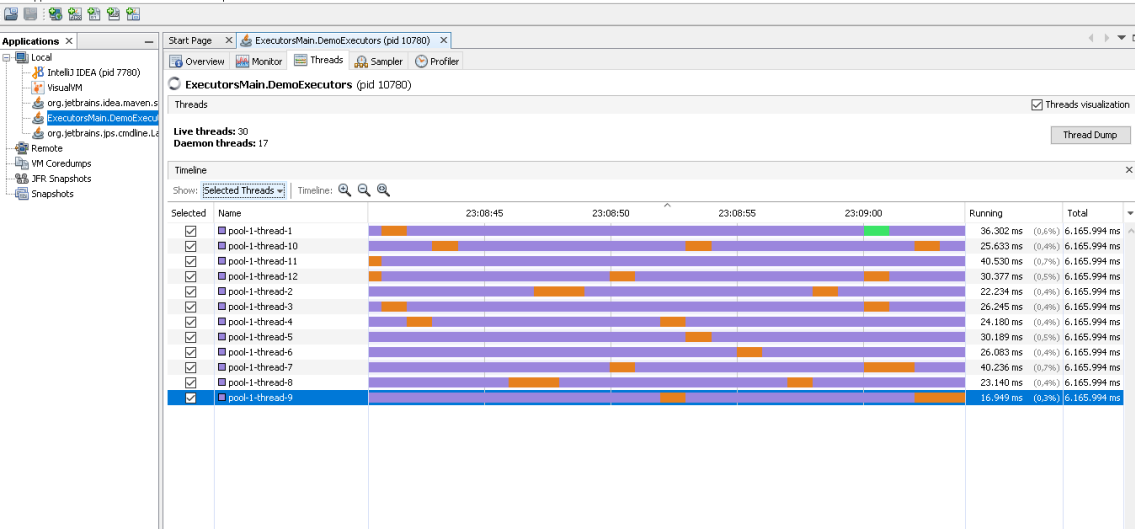 Applications ×
Local
IntelliJ IDEA (pid 7780)
VisualVM
org.jetbrains.idea.maven.s
ExecutorsMain.DemoExecu
org.jetbrains.jps.cmdline.La
Remote
VM Coredumps
JFR Snapshots
Snapshots
Start Page × ExecutorsMain.DemoExecutors (pid 10780) ×
Overview Monitor Threads Sampler Profiler
ExecutorsMain.DemoExecutors (pid 10780)
Threads Threads visualization
Live threads: 30
Daemon threads: 17
Thread Dump
Timeline ×
Show: Selected Threads Timeline:
Selected Name 23:08:45 23:08:50 23:08:55 23:09:00 Running Total
pool-1-thread-1 36.302 ms (0,6%) 6.165.994 ms
pool-1-thread-10 25.633 ms (0,4%) 6.165.994 ms
pool-1-thread-11 40.530 ms (0,7%) 6.165.994 ms
pool-1-thread-12 30.377 ms (0,5%) 6.165.994 ms
pool-1-thread-2 22.234 ms (0,4%) 6.165.994 ms
pool-1-thread-3 26.245 ms (0,4%) 6.165.994 ms
pool-1-thread-4 24.180 ms (0,4%) 6.165.994 ms
pool-1-thread-5 30.189 ms (0,5%) 6.165.994 ms
pool-1-thread-6 26.083 ms (0,4%) 6.165.994 ms
pool-1-thread-7 40.236 ms (0,7%) 6.165.994 ms
pool-1-thread-8 23.140 ms (0,4%) 6.165.994 ms
pool-1-thread-9 16.949 ms (0,3%) 6.165.994 ms